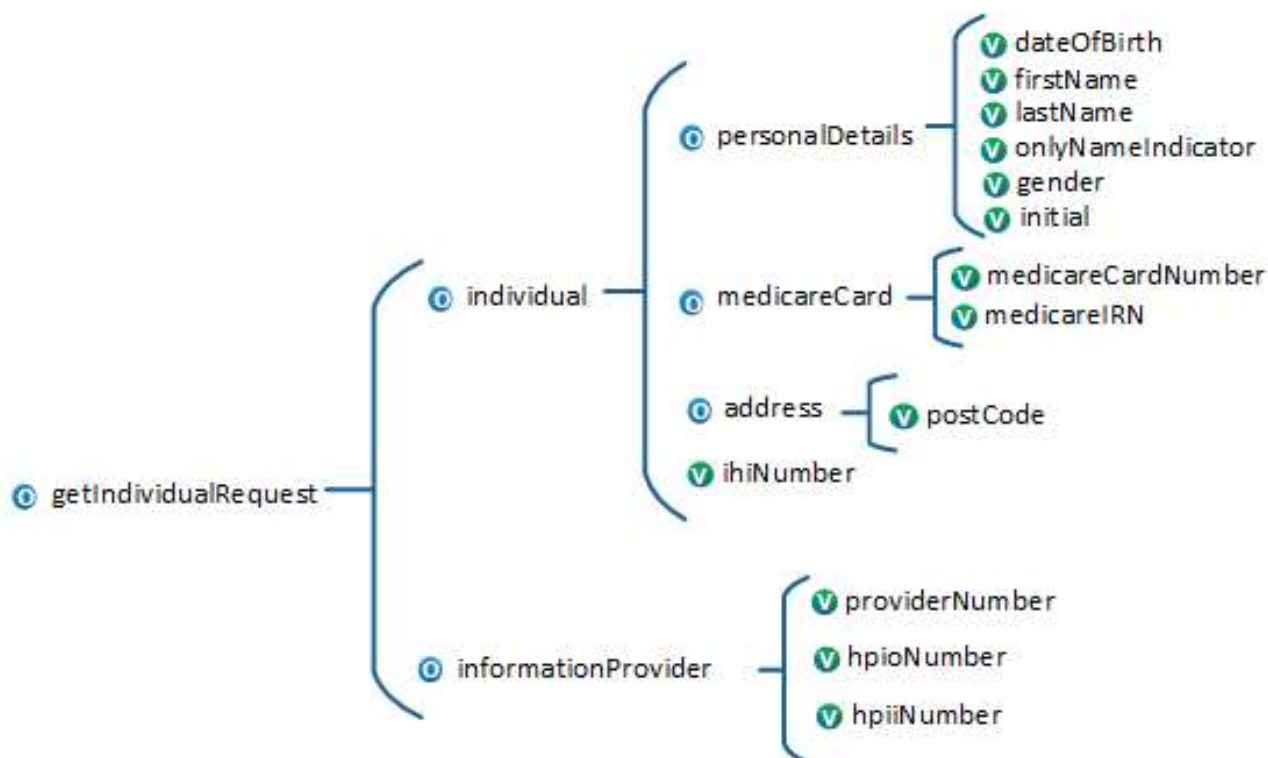 V dateOfBirth
V firstName
V lastName
O personalDetails
V onlyNameIndicator
V gender
V initial
O individual
O medicareCard
V medicareCardNumber
V medicareIRN
O address
V postCode
V ihiNumber
O getIndividualRequest
V providerNumber
O informationProvider
V hpioNumber
V hpiiNumber